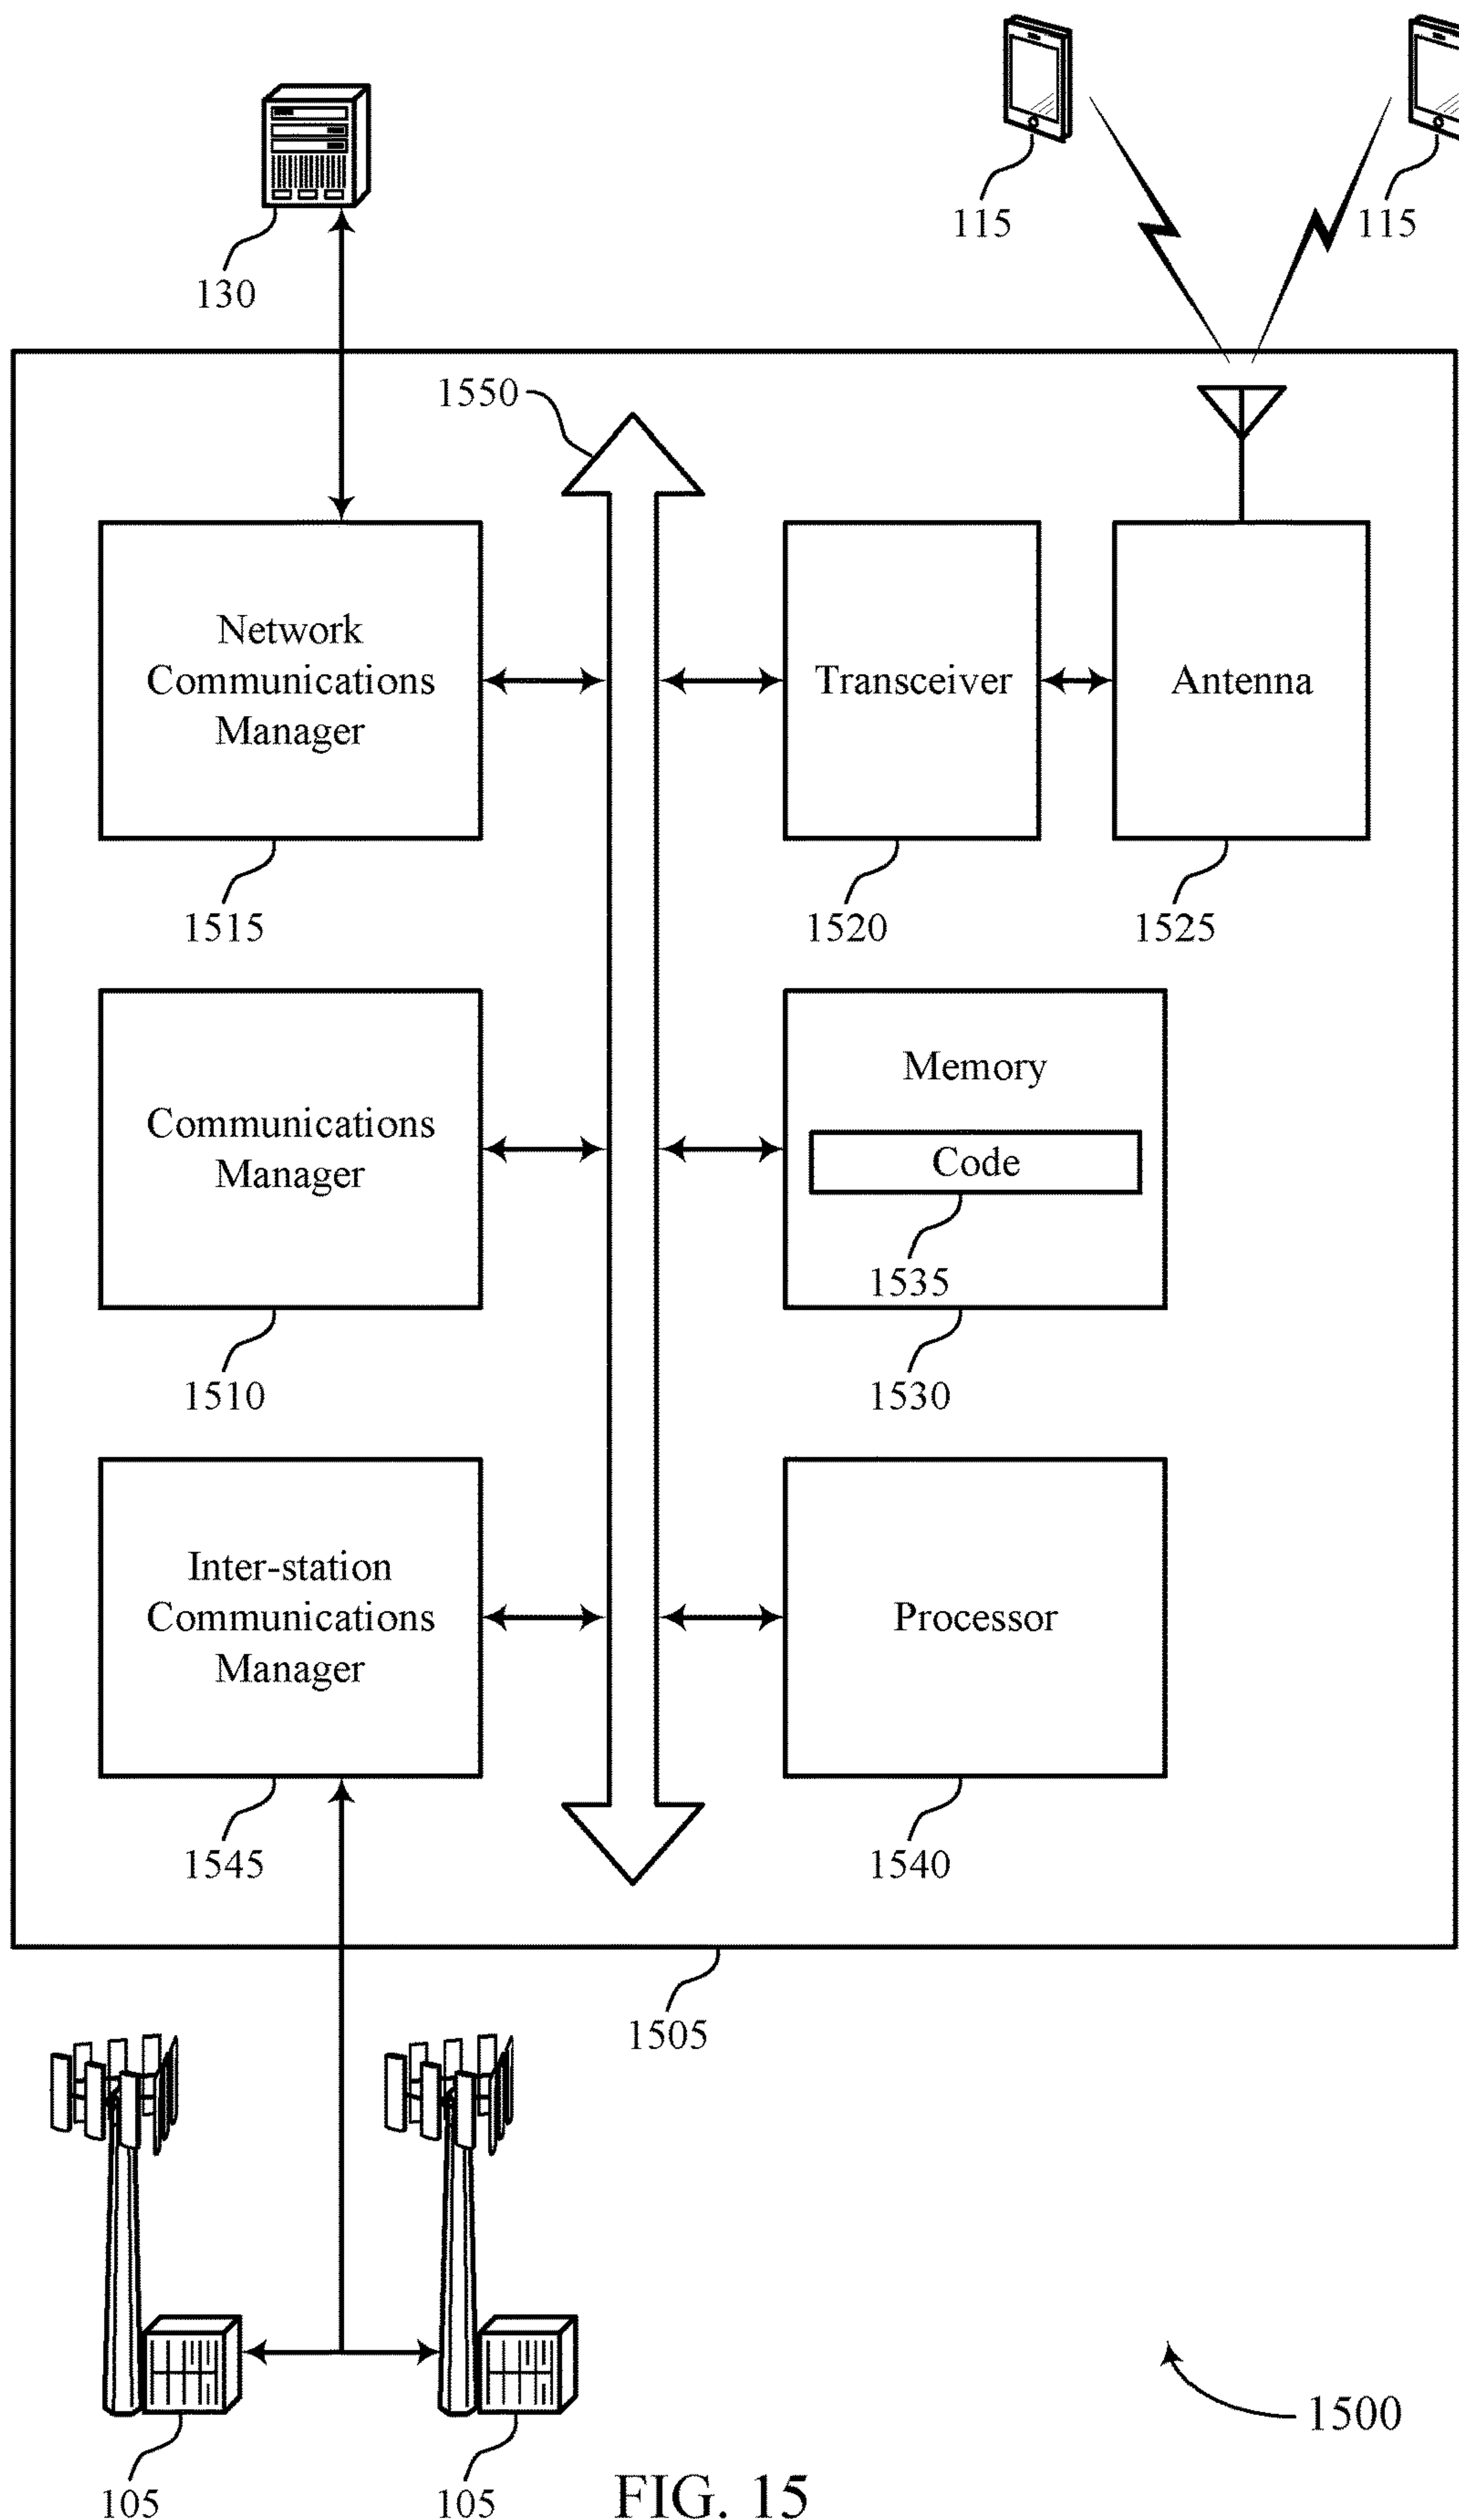 115
115
130
1550
Network
Communications
Manager
Transceiver
Antenna
1515
1520
1525
Communications
Manager
Memory
Code
1535
1510
1530
Inter-station
Communications
Manager
Processor
1545
1540
1505
1500
105
105
FIG. 15